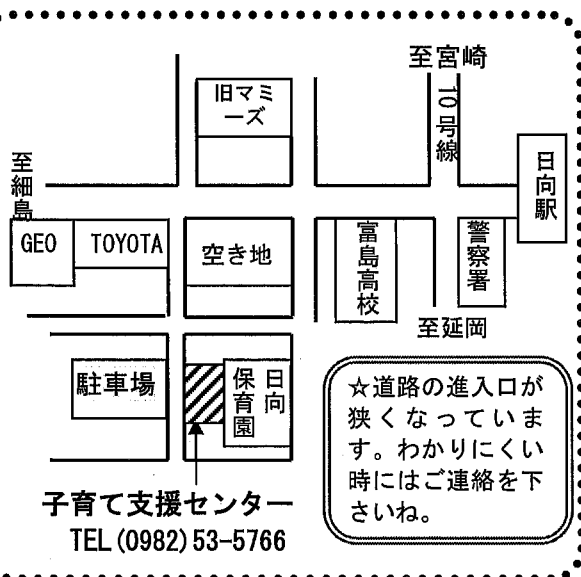 至宮崎
10号線
旧マミ
ーズ
日向駅
至細島
GEO
TOYOTA
空き地
富島高校
警察署
至延岡
駐車場
日向
保育園
☆道路の進入口が
狭くなっていま
す。わかりにくい
時にはご連絡を下
さいね。
子育て支援センター
TEL(0982)53-5766